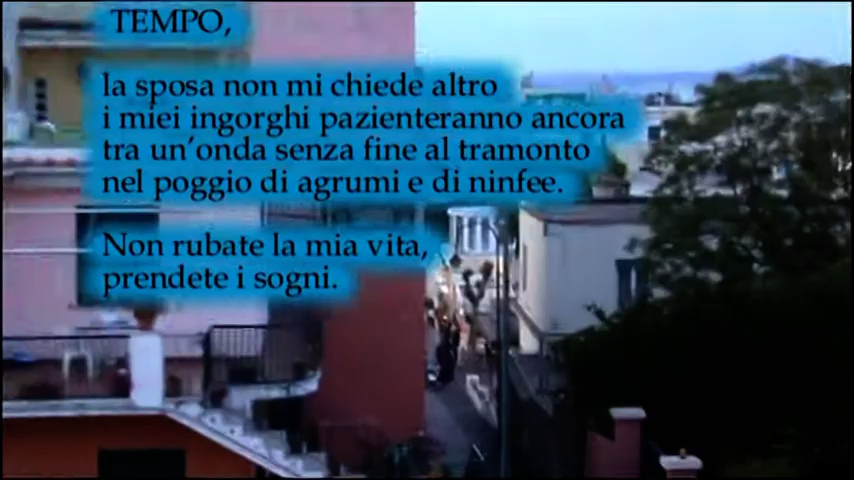 TEMPO,
la sposa non mi chiede altro
i miei ingorghi pazienteranno ancora
tra un'onda senza fine al tramonto
nel poggio di agrumi e di ninfee.
Non rubate la mia vita,
prendete i sogni.